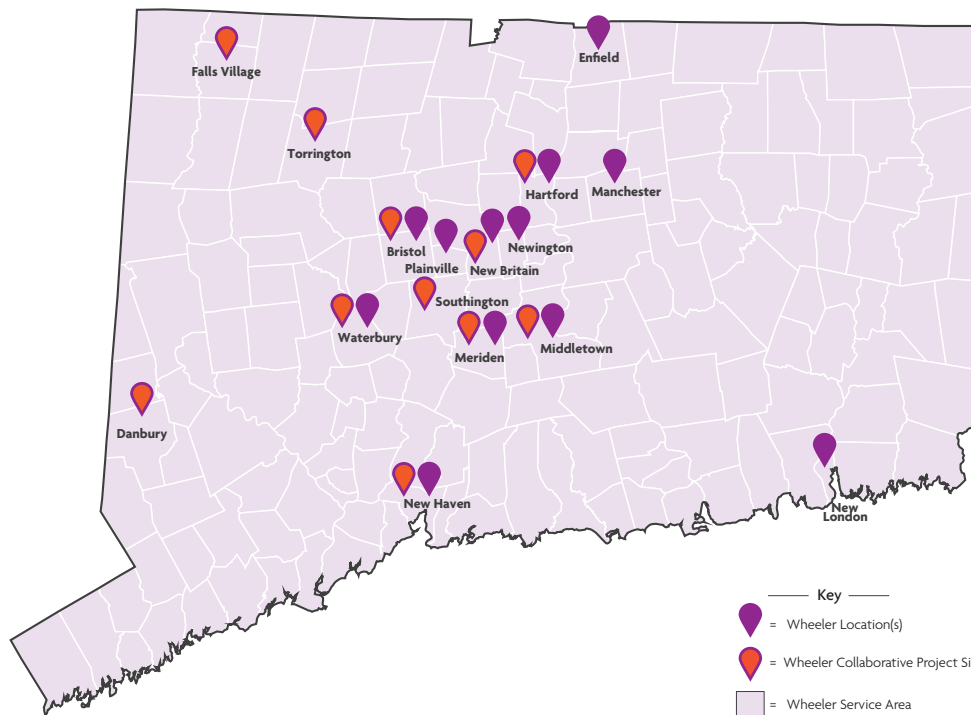 Enfield
Falls Village
Torrington
Hartford
Manchester
Bristol
Newington
Plainville
New Britain
Southington
Waterbury
Meriden
Middletown
Danbury
New Haven
New
London
Key
= Wheeler Location(s)
= Wheeler Collaborative Project Si
= Wheeler Service Area